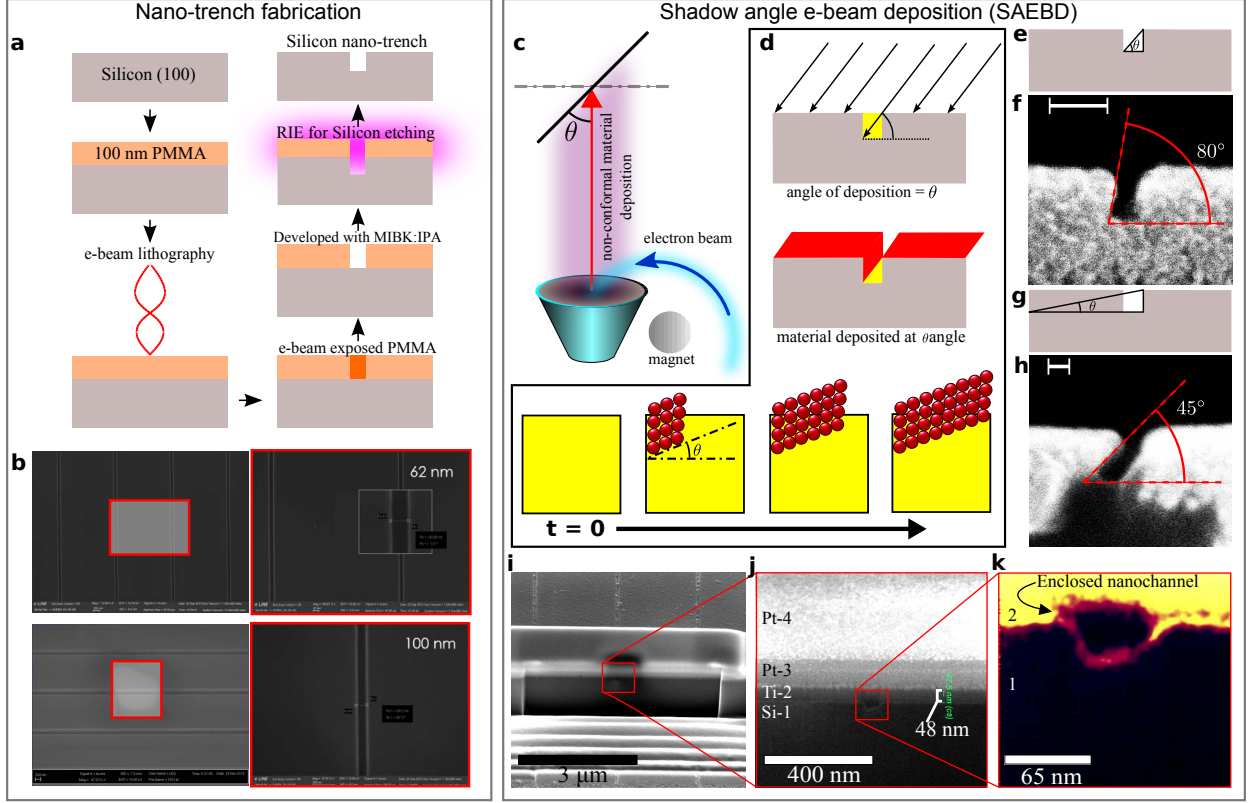 Nano-trench fabrication
a
Silicon (100)
100 nm PMMA
e-beam lithography
Silicon nano-trench
RIE for Silicon etching
Developed with MIBK:IPA
e-beam exposed PMMA
b
62 nm
100 nm
Shadow angle e-beam deposition (SAEBD)
c
θ
non-conformal material
deposition
electron beam
magnet
d
angle of deposition = θ
material deposited at θ angle
θ
t = 0
e
θ
f
80°
g
θ
h
45°
i
3 µm
j
Pt-4
Pt-3
Ti-2
Si-1
48 nm
400 nm
k
Enclosed nanochannel
2
1
65 nm